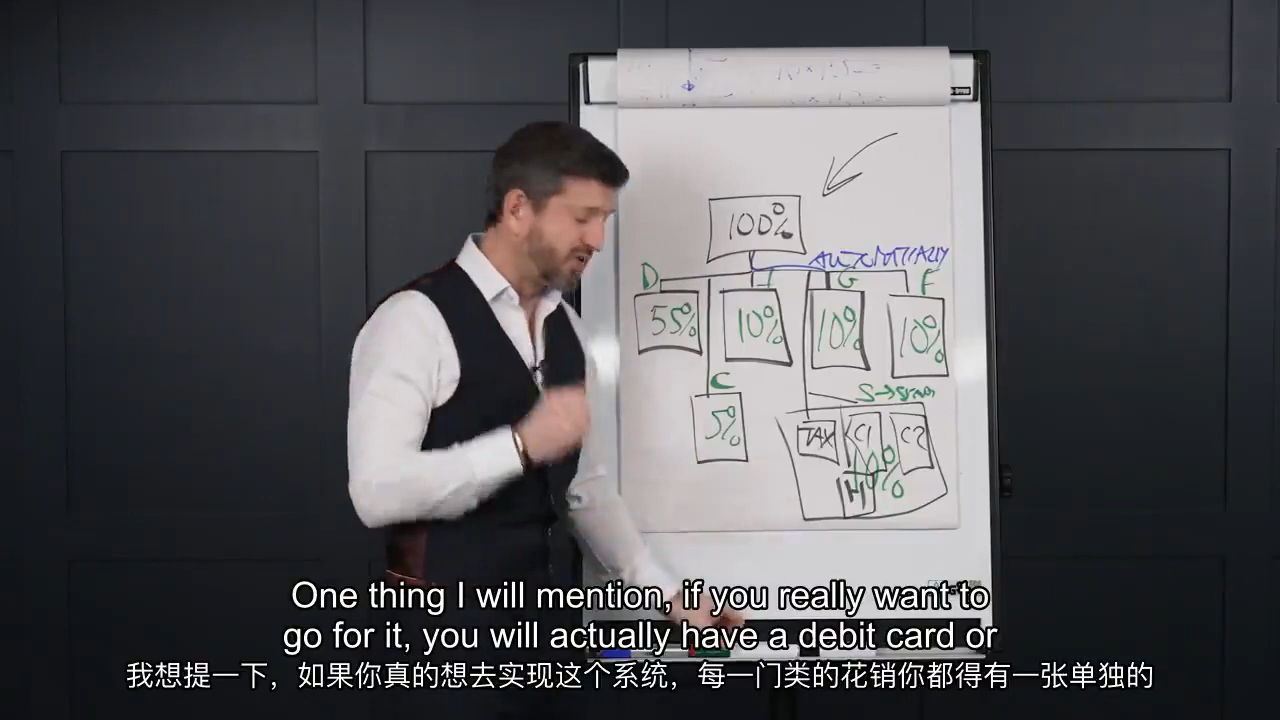 100%
AUTOMATICALLY
D
I
G
F
55%
10%
10%
10%
C
S→
5%
TAX
C1
C2
10%
H
One thing I will mention, if you really want to
go for it, you will actually have a debit card or
我想提一下，如果你真的想去实现这个系统，每一门类的花销你都得有一张单独的